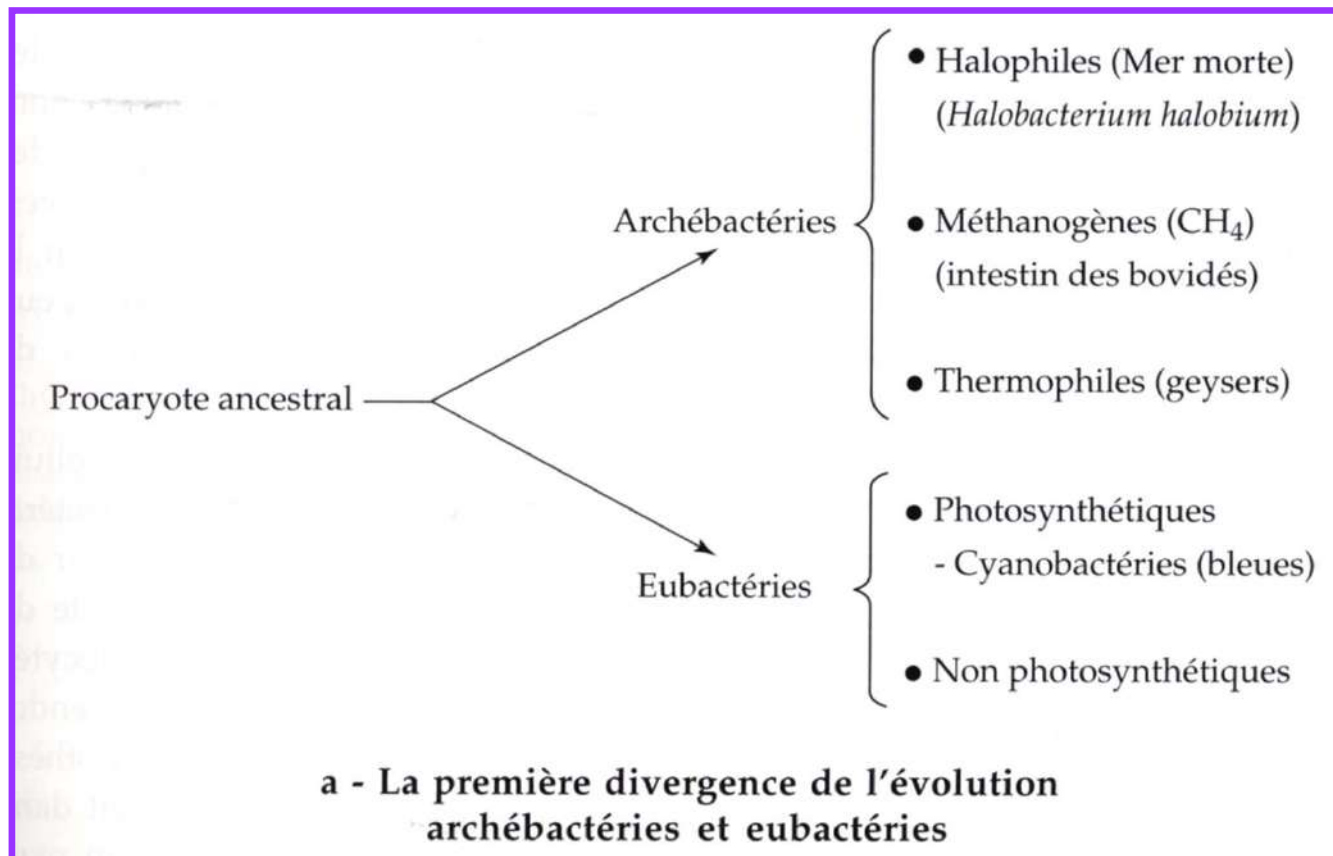 ● Halophiles (Mer morte)
(Halobacterium halobium)
Archébactéries
● Méthanogènes (CH₄)
(intestin des bovidés)
● Thermophiles (geysers)
Procaryote ancestral
Eubactéries
● Photosynthétiques
- Cyanobactéries (bleues)
● Non photosynthétiques
a - La première divergence de l'évolution
archébactéries et eubactéries